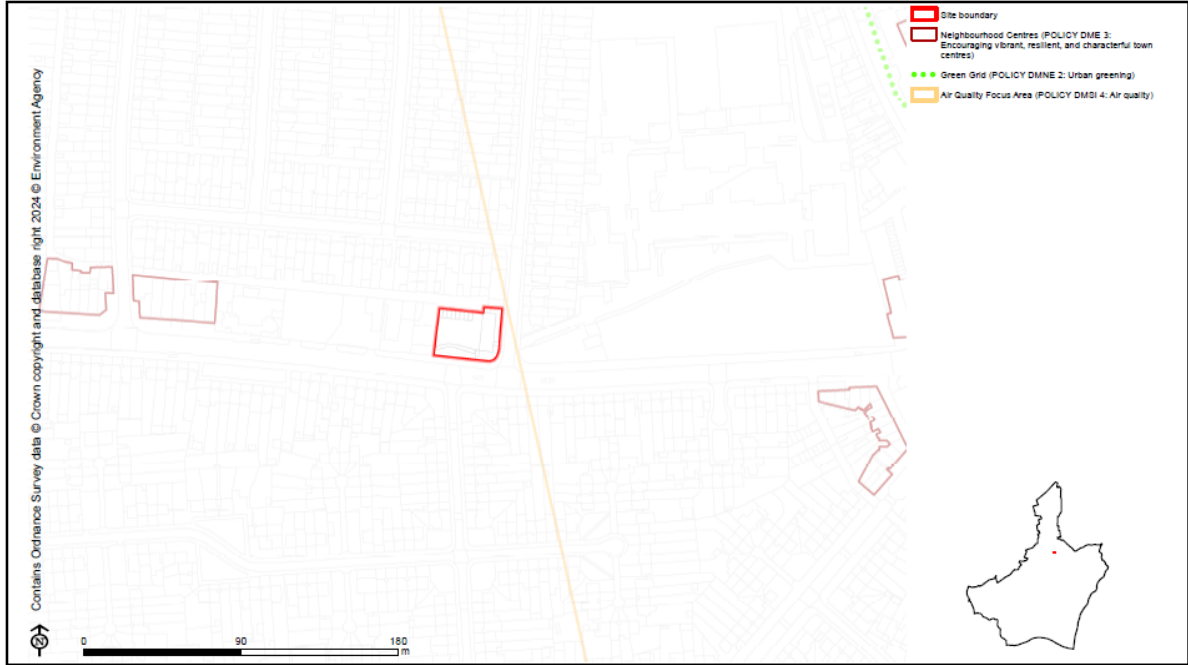 Site boundary
Neighbourhood Centres (POLICY DME 3:
Encouraging vibrant, resilient, and characterful town
centres)
Green Grid (POLICY DMNE 2: Urban greening)
Air Quality Focus Area (POLICY DMSI 4: Air quality)
Contains Ordnance Survey data © Crown copyright and database right 2024 © Environment Agency
N
0 90 180
m